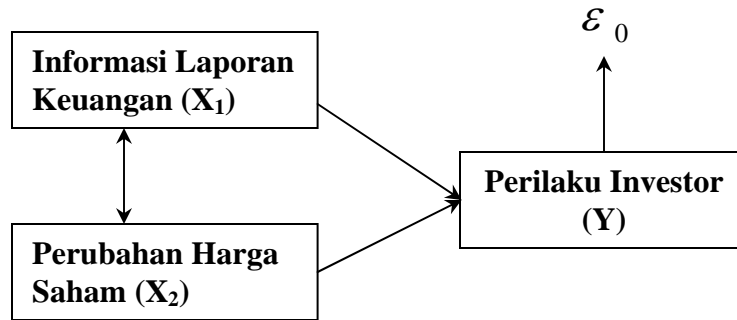 ε 0
Informasi Laporan
Keuangan (X1)
Perilaku Investor
(Y)
Perubahan Harga
Saham (X2)